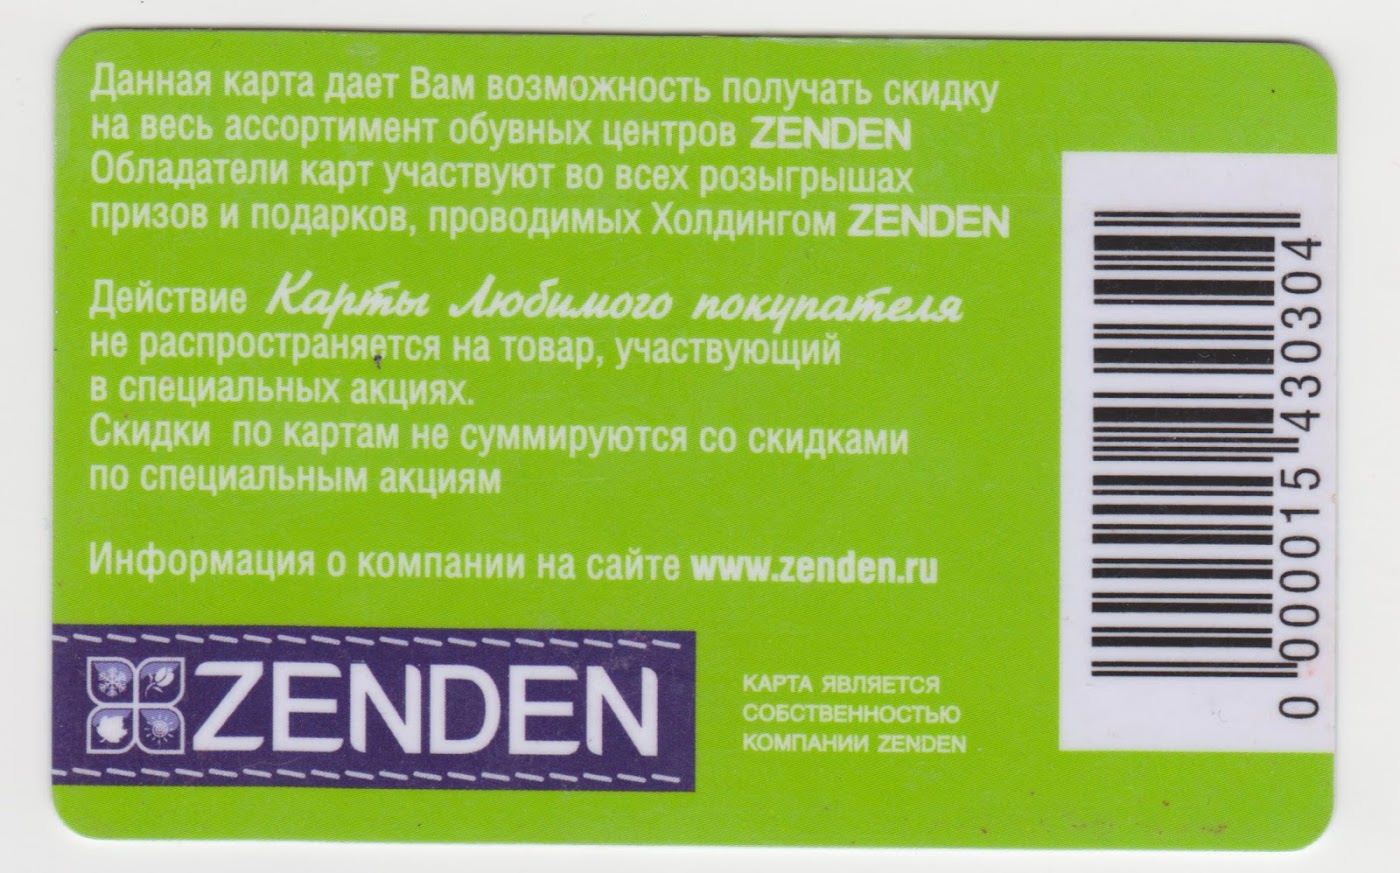 Данная карта дает Вам возможность получать скидку
на весь ассортимент обувных центров ZENDEN
Обладатели карт участвуют во всех розыгрышах
призов и подарков, проводимых Холдингом ZENDEN
Действие Карты Любимого покупателя
не распространяется на товар, участвующий
в специальных акциях.
Скидки по картам не суммируются со скидками
по специальным акциям
Информация о компании на сайте www.zenden.ru
ZENDEN
КАРТА ЯВЛЯЕТСЯ
СОБСТВЕННОСТЬЮ
КОМПАНИИ ZENDEN
0 000015 430304